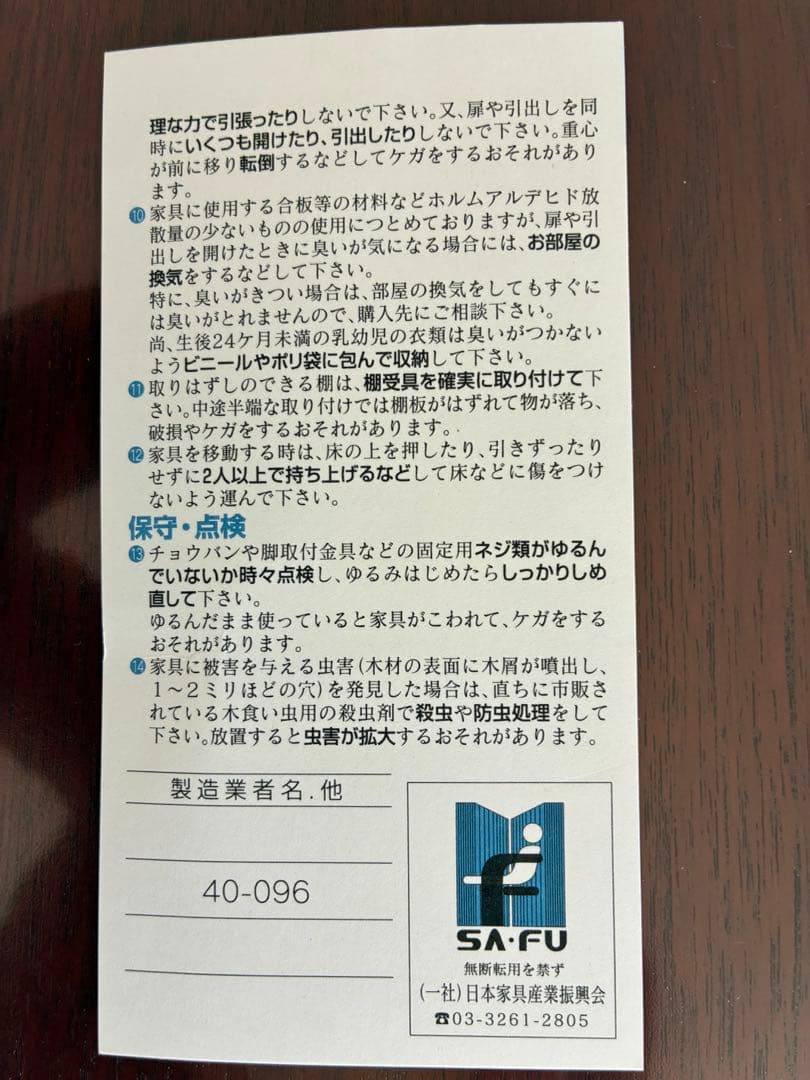 理な力で引張ったりしないで下さい。又、扉や引出しを同
時にいくつも開けたり、引出したりしないで下さい。重心
が前に移り転倒するなどしてケガをするおそれがあり
ます。
⑩家具に使用する合板等の材料などホルムアルデヒド放
散量の少ないものの使用につとめておりますが、扉や引
出しを開けたときに臭いが気になる場合には、お部屋の
換気をするなどして下さい。
特に、臭いがきつい場合は、部屋の換気をしてもすぐに
は臭いがとれませんので、購入先にご相談下さい。
尚、生後24ケ月未満の乳幼児の衣類は臭いがつかない
ようビニールやポリ袋に包んで収納して下さい。
⑪取りはずしのできる棚は、棚受具を確実に取り付けて下
さい。中途半端な取り付けでは棚板がはずれて物が落ち、
破損やケガをするおそれがあります。
⑫家具を移動する時は、床の上を押したり、引きずったり
せずに2人以上で持ち上げるなどして床などに傷をつけ
ないよう運んで下さい。
保守・点検
⑬チョウバンや脚取付金具などの固定用ネジ類がゆるん
でいないか時々点検し、ゆるみはじめたらしっかりしめ
直して下さい。
ゆるんだまま使っていると家具がこわれて、ケガをする
おそれがあります。
⑭家具に被害を与える虫害(木材の表面に木屑が噴出し、
1～2ミリほどの穴)を発見した場合は、直ちに市販さ
れている木食い虫用の殺虫剤で殺虫や防虫処理をして
下さい。放置すると虫害が拡大するおそれがあります。
製造業者名.他
40-096
f
SA・FU
無断転用を禁ず
(一社)日本家具産業振興会
☎03-3261-2805